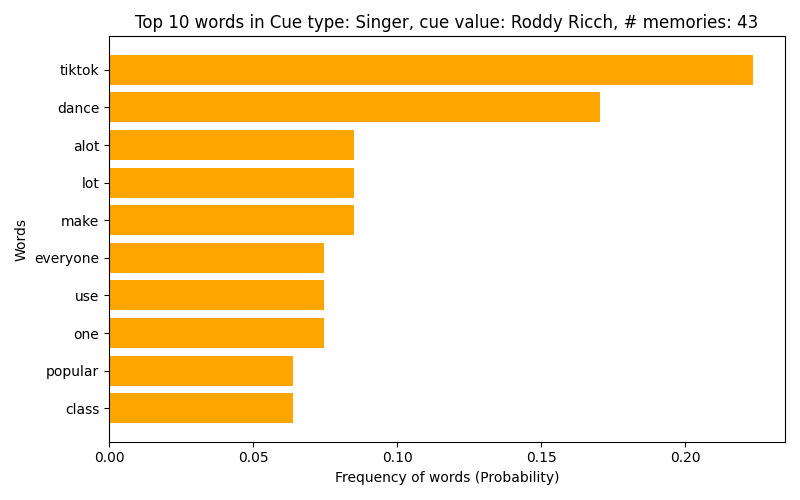 Top 10 words in Cue type: Singer, cue value: Roddy Ricch, # memories: 43
Words
tiktok
dance
alot
lot
make
everyone
use
one
popular
class
0.00 0.05 0.10 0.15 0.20
Frequency of words (Probability)